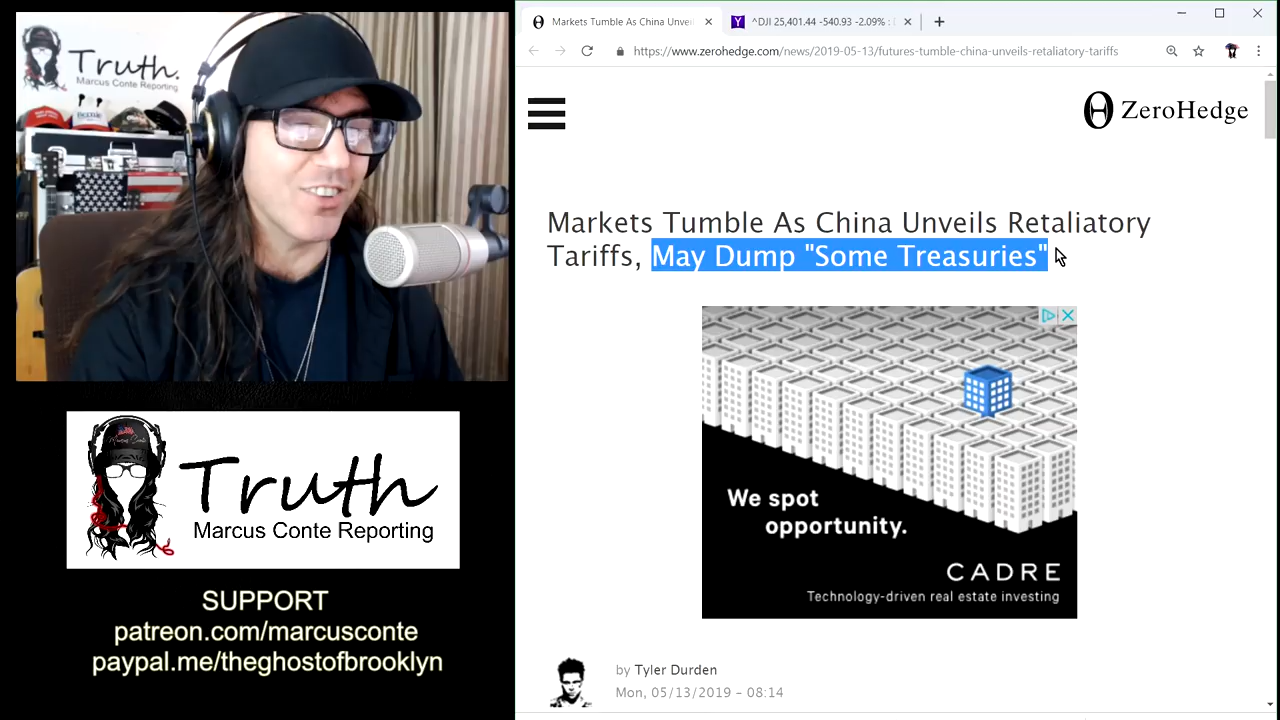 Truth.
Marcus Conte Reporting
Truth
Marcus Conte Reporting
SUPPORT
patreon.com/marcusconte
paypal.me/theghostofbrooklyn
Markets Tumble As China Unvei
^DJI 25,401.44 -540.93 -2.09% :
https://www.zerohedge.com/news/2019-05-13/futures-tumble-china-unveils-retaliatory-tariffs
ZeroHedge
Markets Tumble As China Unveils Retaliatory
Tariffs, May Dump "Some Treasuries"
We spot
opportunity.
CADRE
Technology-driven real estate investing
by Tyler Durden
Mon, 05/13/2019 – 08:14